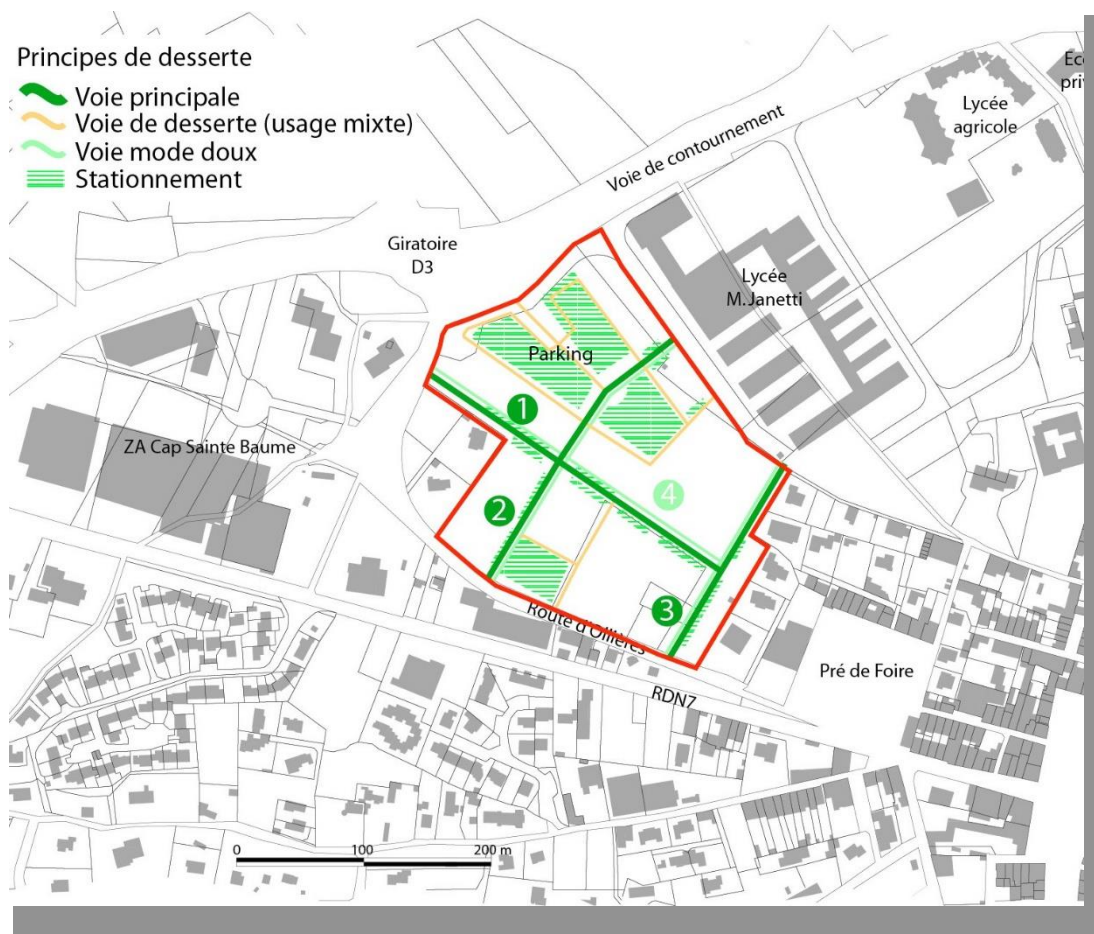 Principes de desserte
Voie principale
Voie de desserte (usage mixte)
Voie mode doux
Stationnement
Voie de contournement
Lycée
agricole
Giratoire
D3
Lycée
M.Janetti
Parking
1
ZA Cap Sainte Baume
4
2
3
Route d'Ollières
Pré de Foire
RDN7
0
100
200 m